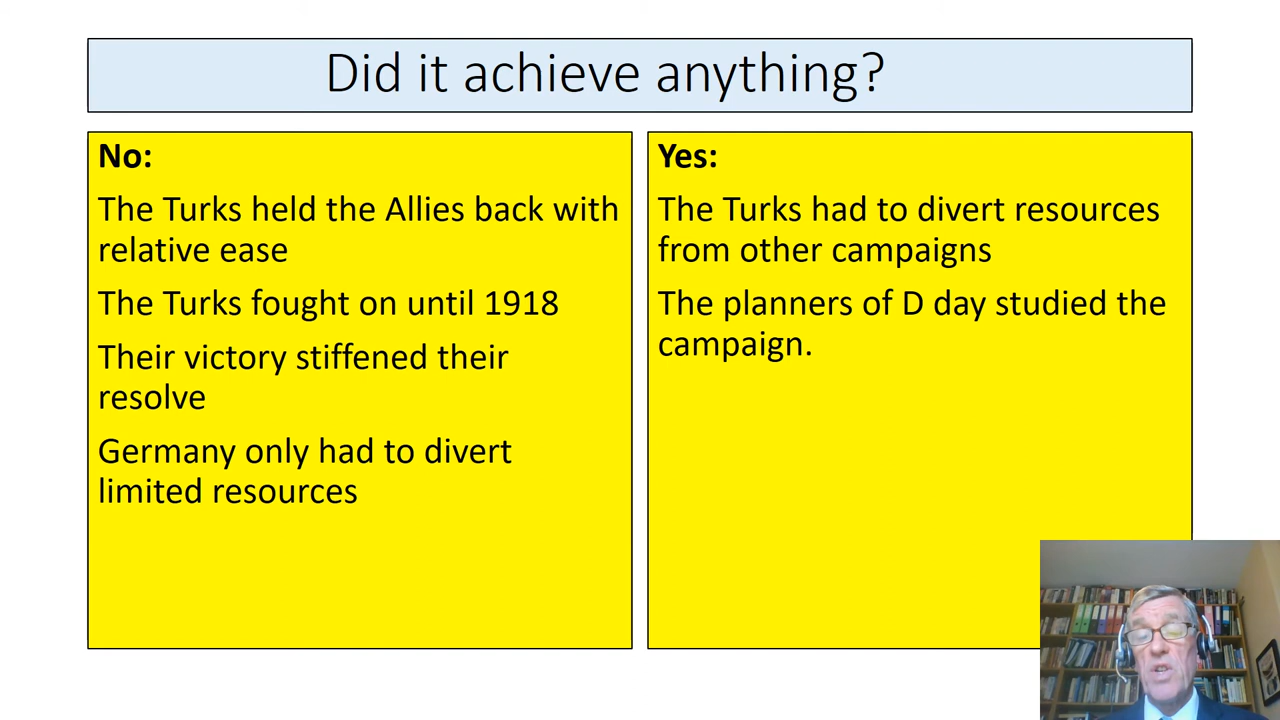 Did it achieve anything?
No:
The Turks held the Allies back with
relative ease
The Turks fought on until 1918
Their victory stiffened their
resolve
Germany only had to divert
limited resources
Yes:
The Turks had to divert resources
from other campaigns
The planners of D day studied the
campaign.